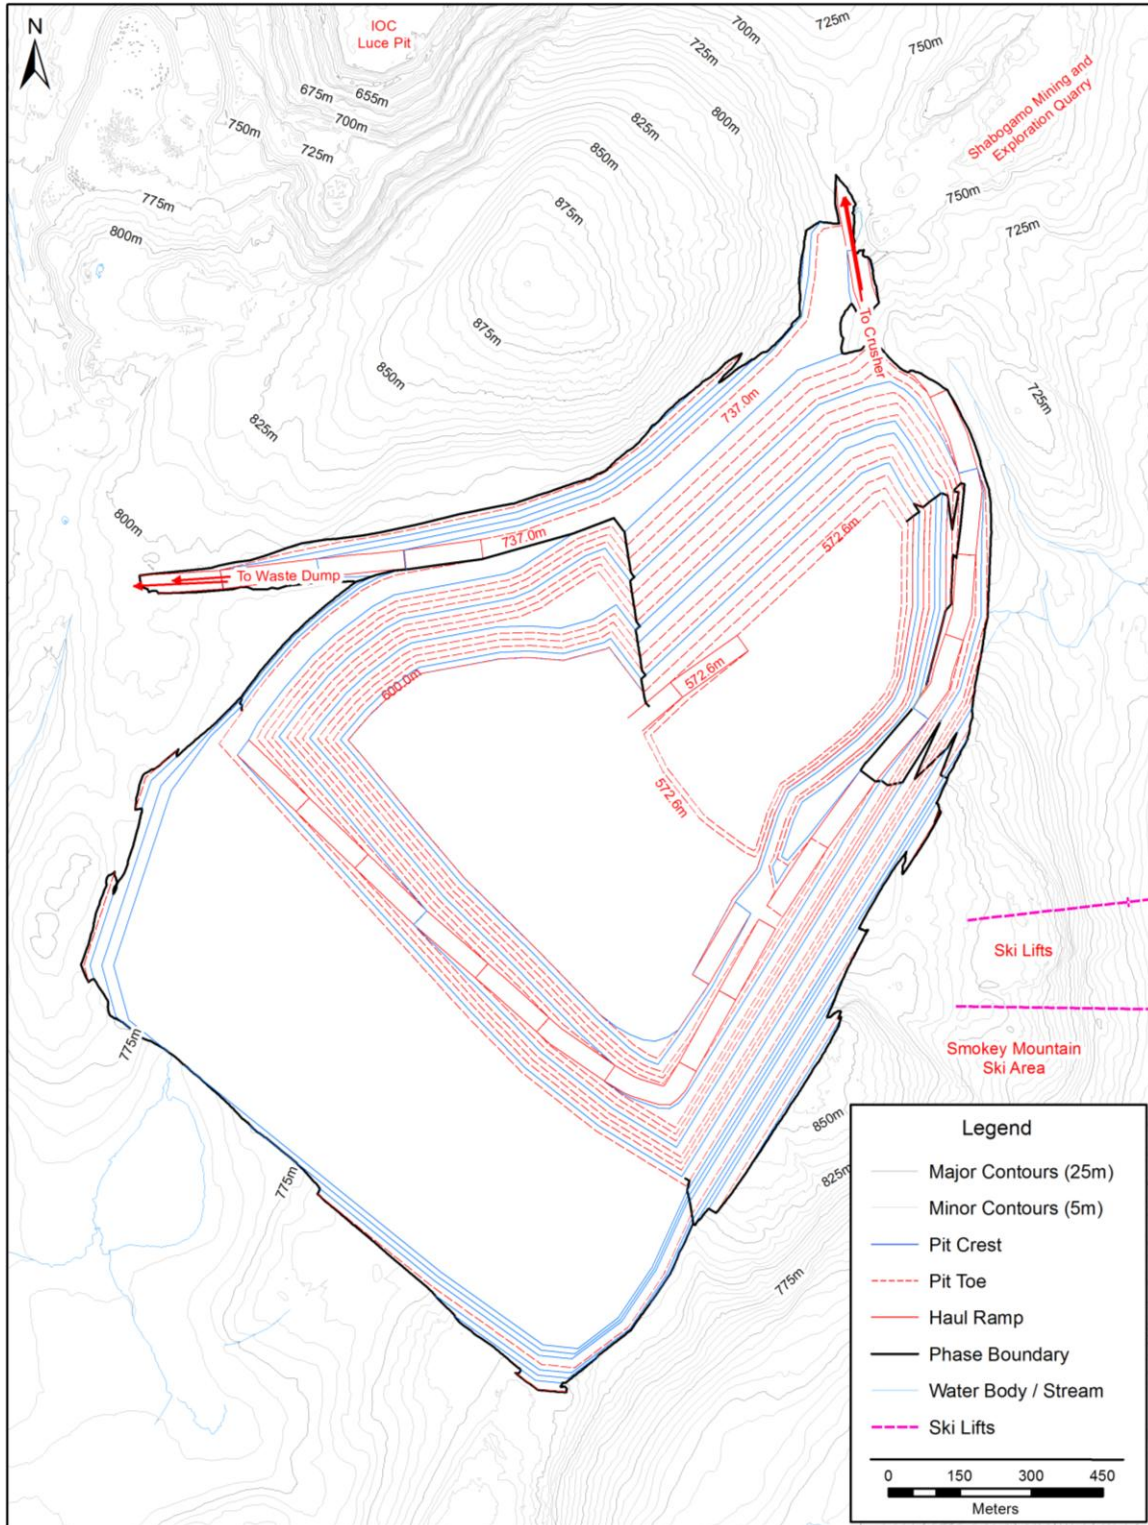 N
IOC
Luce Pit
700m
725m
725m
750m
Shabogamo Mining and
Exploration Quarry
655m
675m
700m
750m
725m
800m
825m
850m
775m
800m
875m
750m
725m
875m
850m
825m
To Crusher
725m
737.0m
800m
737.0m
572.6m
To Waste Dump
600.0m
572.6m
572.6m
Ski Lifts
775m
Smokey Mountain
Ski Area
850m
825m
775m
775m
Legend
Major Contours (25m)
Minor Contours (5m)
Pit Crest
Pit Toe
Haul Ramp
Phase Boundary
Water Body / Stream
Ski Lifts
0 150 300 450
Meters